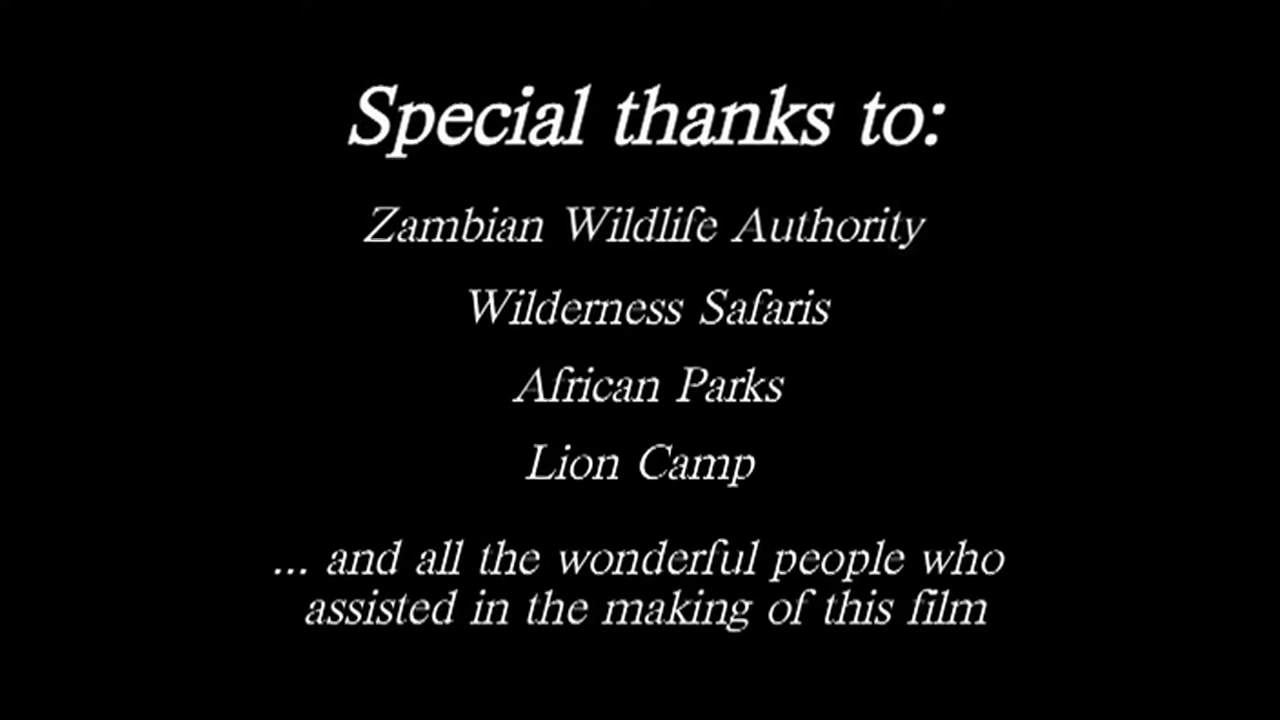 Special thanks to:
Zambian Wildlife Authority
Wilderness Safaris
African Parks
Lion Camp
... and all the wonderful people who
assisted in the making of this film